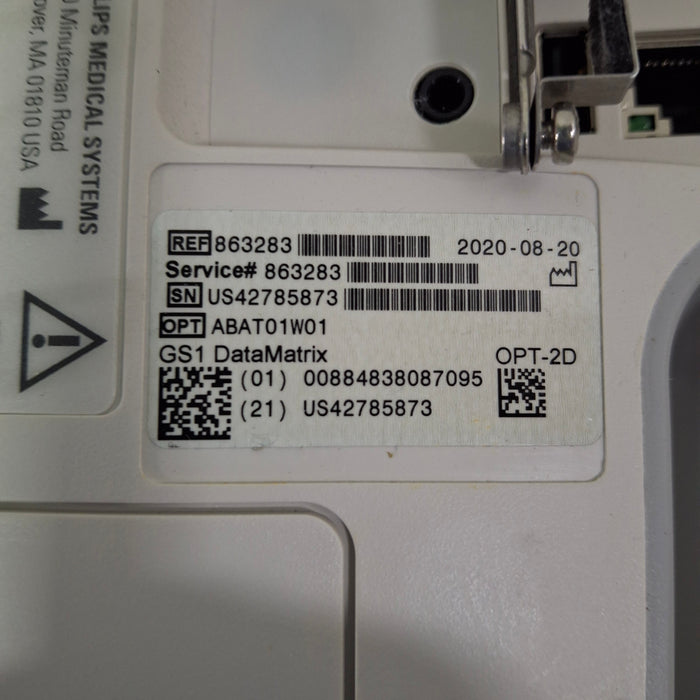 LIPS MEDICAL SYSTEMS
Minuteman Road
over, MA 01810 USA
REF 863283 2020-08-20
Service# 863283
SN US42785873
OPT ABAT01W01
GS1 DataMatrix OPT-2D
(01) 00884838087095
(21) US42785873